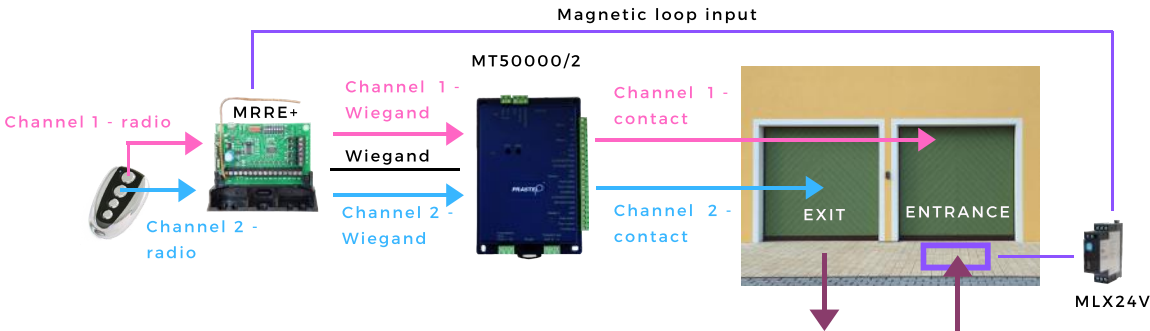 Magnetic loop input
MT50000/2
Channel 1 -
Wiegand
Channel 1 -
contact
MRRE+
Channel 1 - radio
Wiegand
PRASTEL
Channel 2 -
Wiegand
Channel 2 -
contact
EXIT
ENTRANCE
Channel 2 -
radio
MLX24V